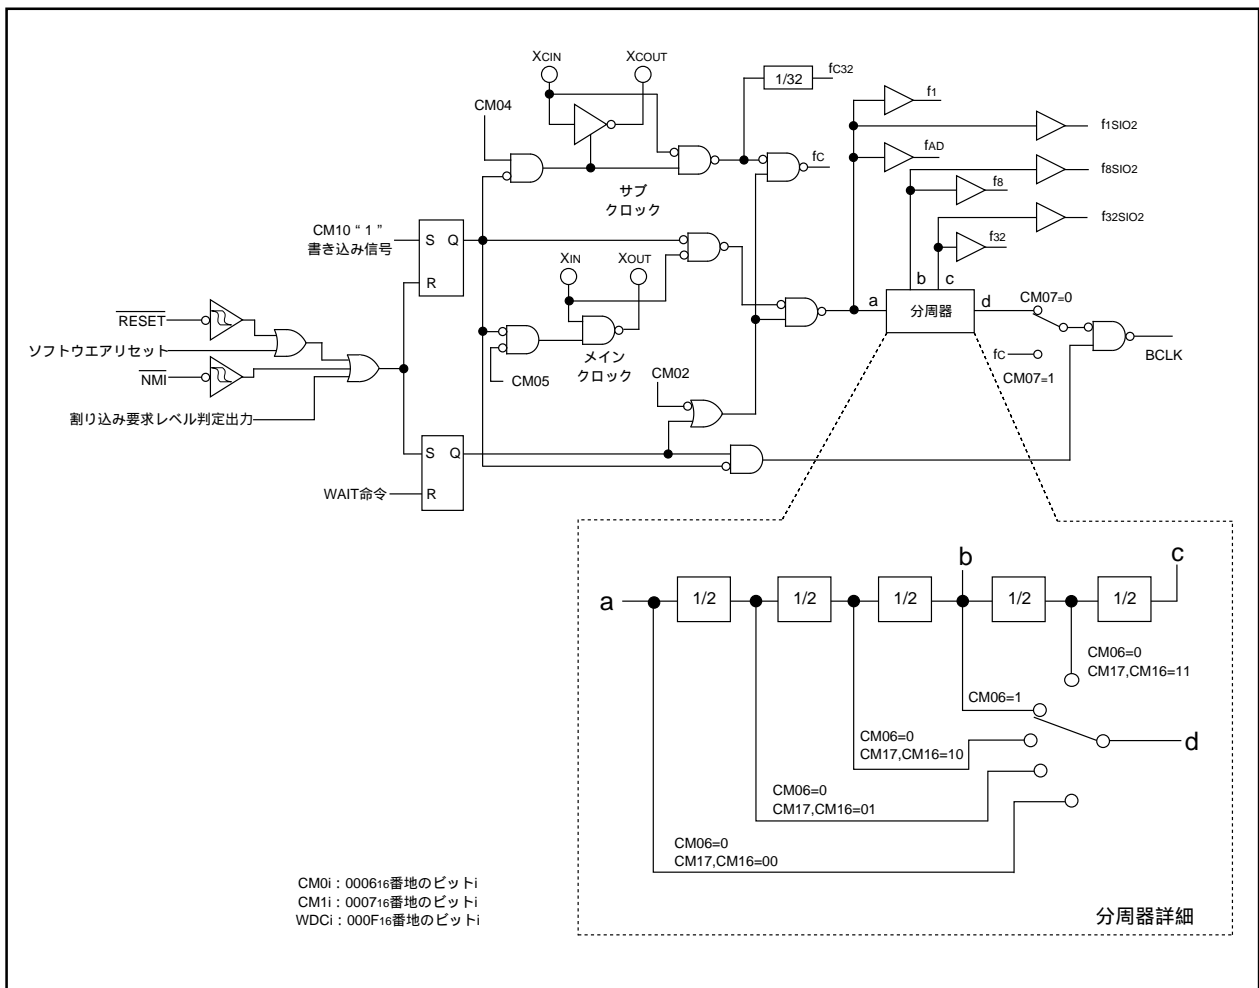 XCIN
XCOUT
1/32
fC32
f1
CM04
f1SIO2
fC
fAD
f8SIO2
サブ
クロック
f8
CM10 “ 1 ”
書き込み信号
S Q
R
f32SIO2
XIN
XOUT
f32
b
c
a
分周器
d
CM07=0
RESET
ソフトウエアリセット
メイン
クロック
fC
BCLK
NMI
CM05
CM02
CM07=1
割り込み要求レベル判定出力
S Q
R
WAIT命令
b
c
a
1/2
1/2
1/2
1/2
1/2
CM06=0
CM17,CM16=11
CM06=1
CM06=0
CM17,CM16=10
d
CM06=0
CM17,CM16=01
CM06=0
CM17,CM16=00
CM0i : 000616番地のビットi
CM1i : 000716番地のビットi
WDCi : 000F16番地のビットi
分周器詳細